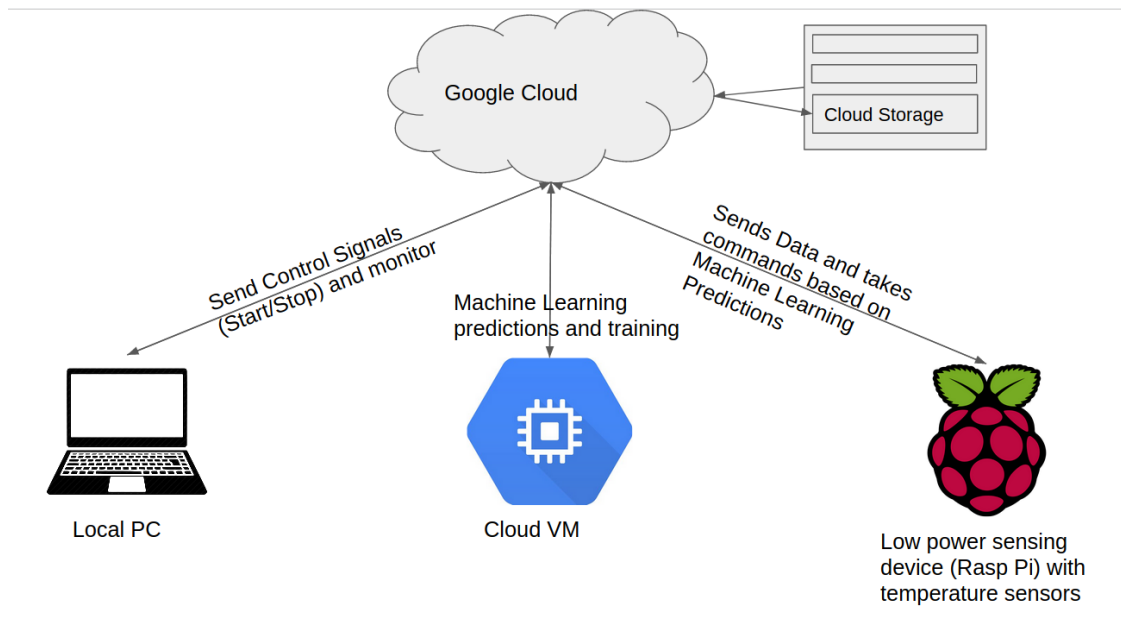 Google Cloud
Cloud Storage
Send Control Signals
(Start/Stop) and monitor
Machine Learning
predictions and training
Sends Data and takes
commands based on
Machine Learning
Predictions
Local PC
Cloud VM
Low power sensing
device (Rasp Pi) with
temperature sensors